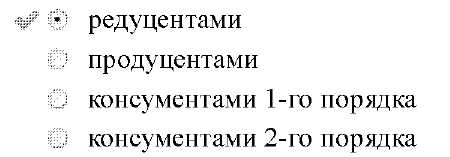 редуцентами
продуцентами
консументами 1-го порядка
консументами 2-го порядка